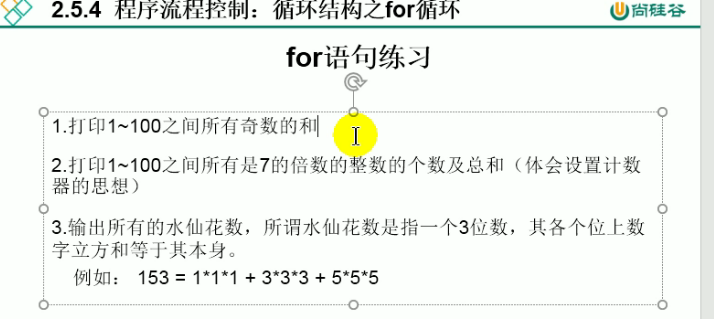 2.5.4 程序流程控制：循环结构之for循环
尚硅谷
for语句练习
1.打印1~100之间所有奇数的和
2.打印1~100之间所有是7的倍数的整数的个数及总和（体会设置计数
器的思想）
3.输出所有的水仙花数，所谓水仙花数是指一个3位数，其各个位上数
字立方和等于其本身。
例如： 153 = 1*1*1 + 3*3*3 + 5*5*5